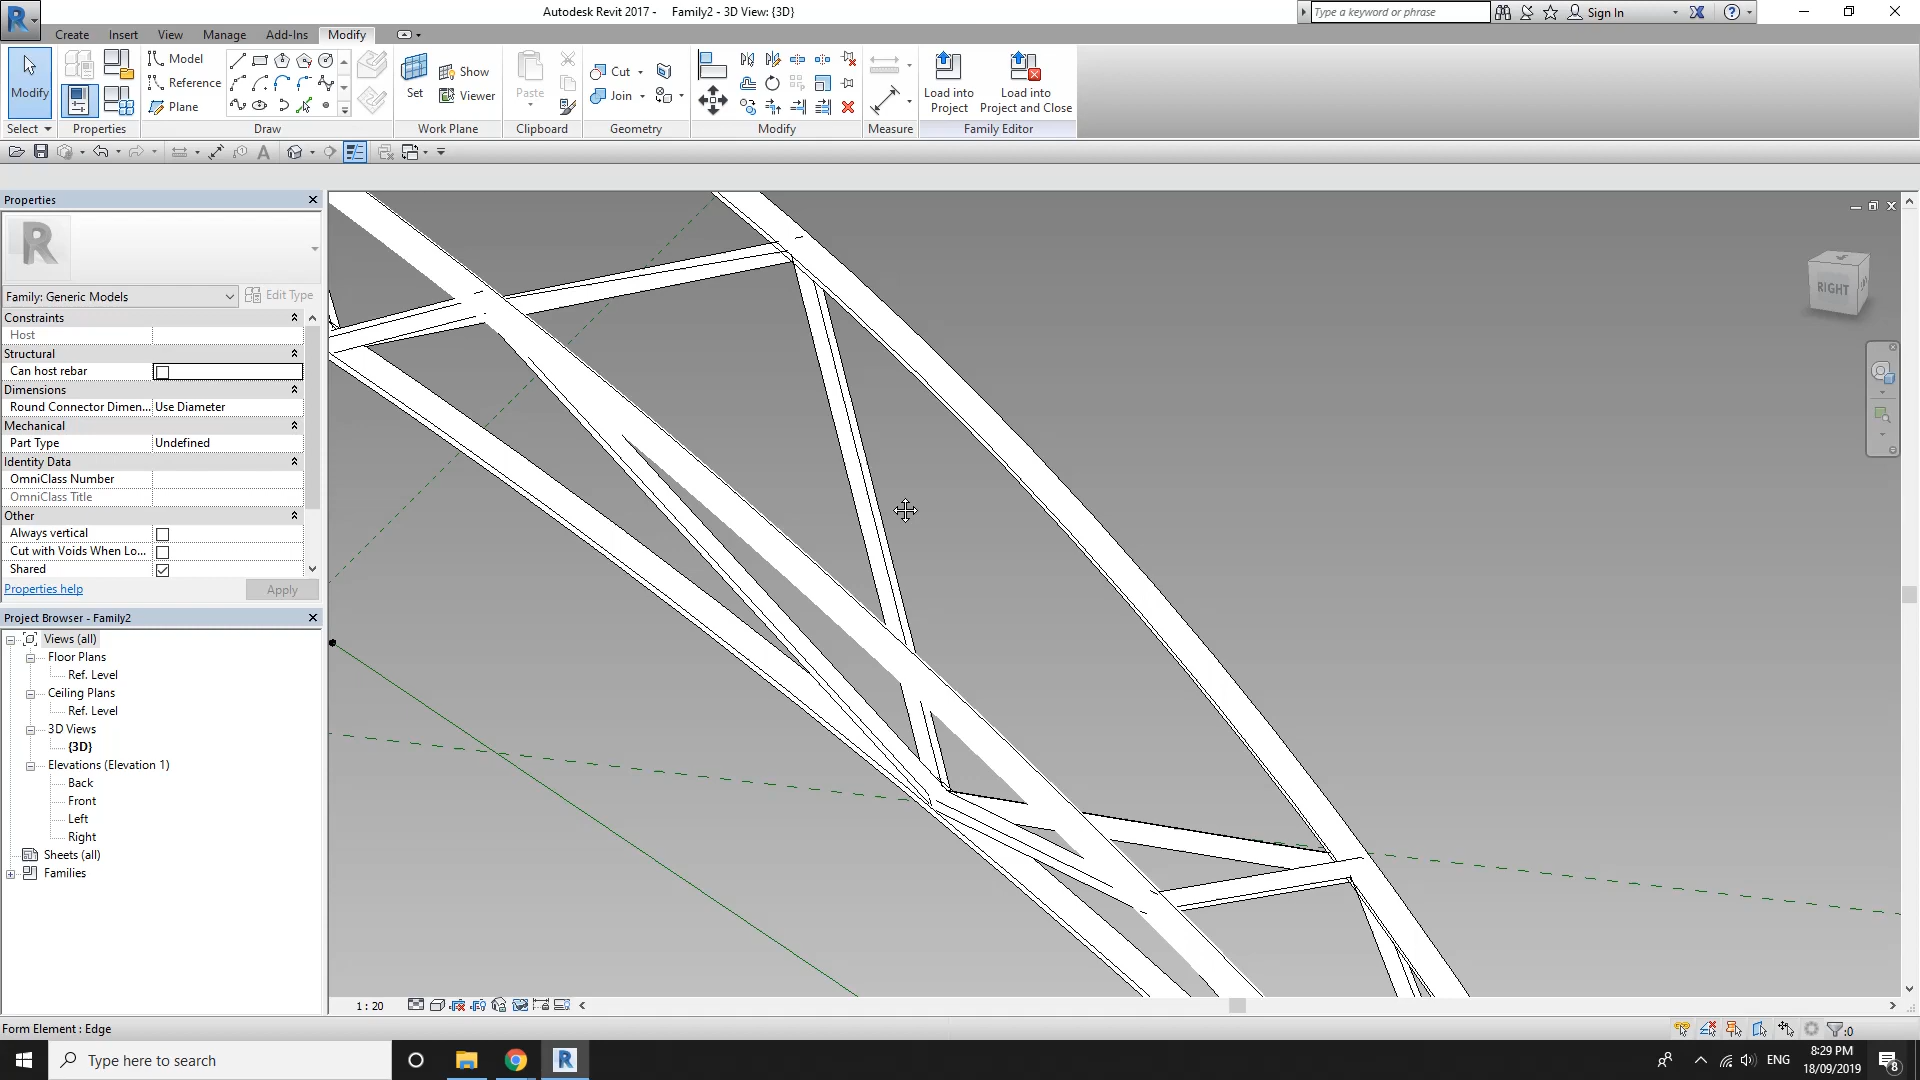 Autodesk Revit 2017 - Family2 - 3D View: {3D}
Type a keyword or phrase
Sign In
Create Insert View Manage Add-Ins Modify
Modify
Model
Reference
Plane
Set
Show
Viewer
Paste
Cut
Join
Load into Project
Load into Project and Close
Select Properties Draw Work Plane Clipboard Geometry Modify Measure Family Editor
Properties
Family: Generic Models
Edit Type
Constraints
Host
Structural
Can host rebar
Dimensions
Round Connector Dimen... Use Diameter
Mechanical
Part Type Undefined
Identity Data
OmniClass Number
OmniClass Title
Other
Always vertical
Cut with Voids When Lo...
Shared
Properties help
Apply
Project Browser - Family2
Views (all)
Floor Plans
Ref. Level
Ceiling Plans
Ref. Level
3D Views
{3D}
Elevations (Elevation 1)
Back
Front
Left
Right
Sheets (all)
Families
RIGHT
1 : 20
Form Element : Edge
:0
Type here to search
ENG
8:29 PM
18/09/2019
8